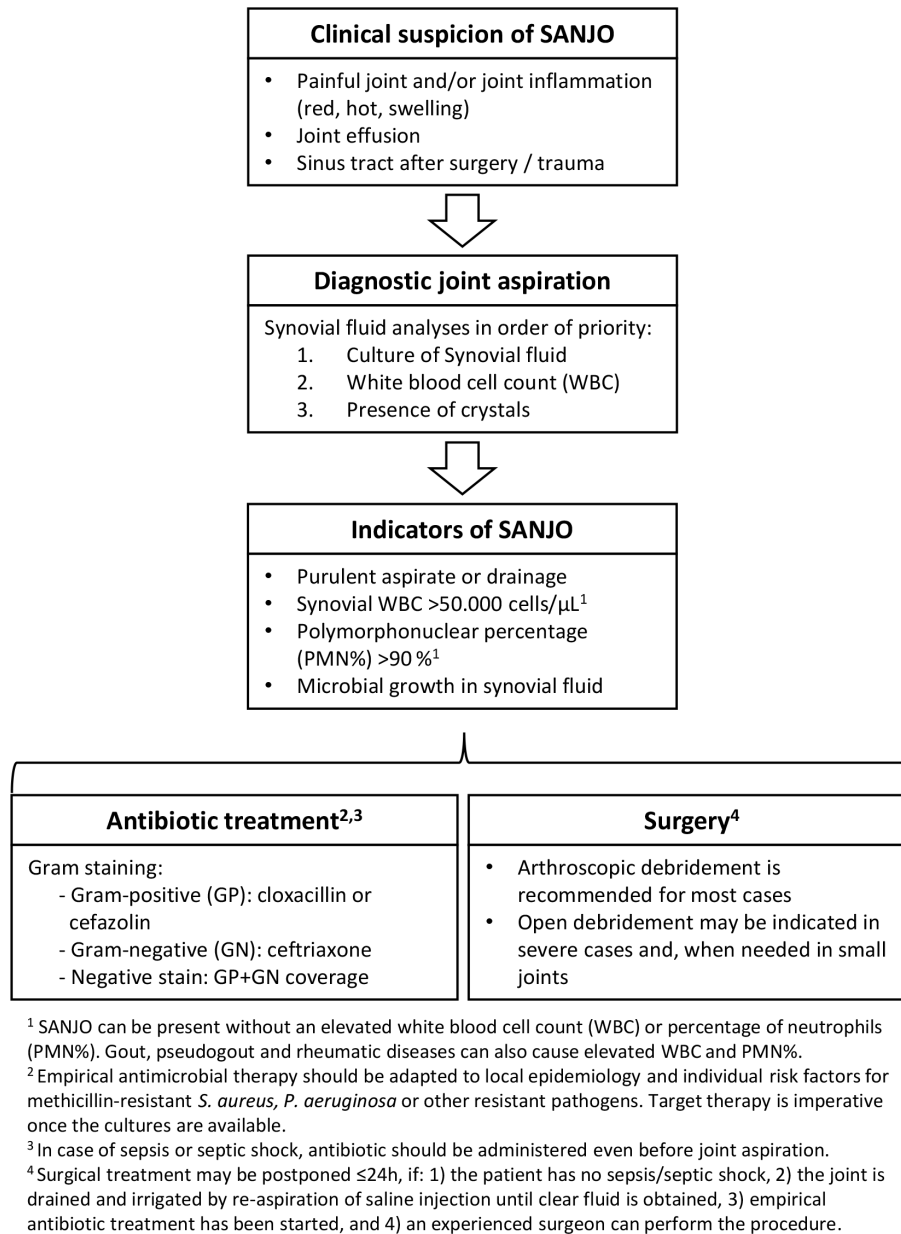 Clinical suspicion of SANJO
• Painful joint and/or joint inflammation
(red, hot, swelling)
• Joint effusion
• Sinus tract after surgery / trauma
Diagnostic joint aspiration
Synovial fluid analyses in order of priority:
1. Culture of Synovial fluid
2. White blood cell count (WBC)
3. Presence of crystals
Indicators of SANJO
• Purulent aspirate or drainage
• Synovial WBC >50.000 cells/µL¹
• Polymorphonuclear percentage
(PMN%) >90 %¹
• Microbial growth in synovial fluid
Antibiotic treatment²,³
Gram staining:
- Gram-positive (GP): cloxacillin or
cefazolin
- Gram-negative (GN): ceftriaxone
- Negative stain: GP+GN coverage
Surgery⁴
• Arthroscopic debridement is
recommended for most cases
• Open debridement may be indicated in
severe cases and, when needed in small
joints
¹ SANJO can be present without an elevated white blood cell count (WBC) or percentage of neutrophils
(PMN%). Gout, pseudogout and rheumatic diseases can also cause elevated WBC and PMN%.
² Empirical antimicrobial therapy should be adapted to local epidemiology and individual risk factors for
methicillin-resistant S. aureus, P. aeruginosa or other resistant pathogens. Target therapy is imperative
once the cultures are available.
³ In case of sepsis or septic shock, antibiotic should be administered even before joint aspiration.
⁴ Surgical treatment may be postponed ≤24h, if: 1) the patient has no sepsis/septic shock, 2) the joint is
drained and irrigated by re-aspiration of saline injection until clear fluid is obtained, 3) empirical
antibiotic treatment has been started, and 4) an experienced surgeon can perform the procedure.